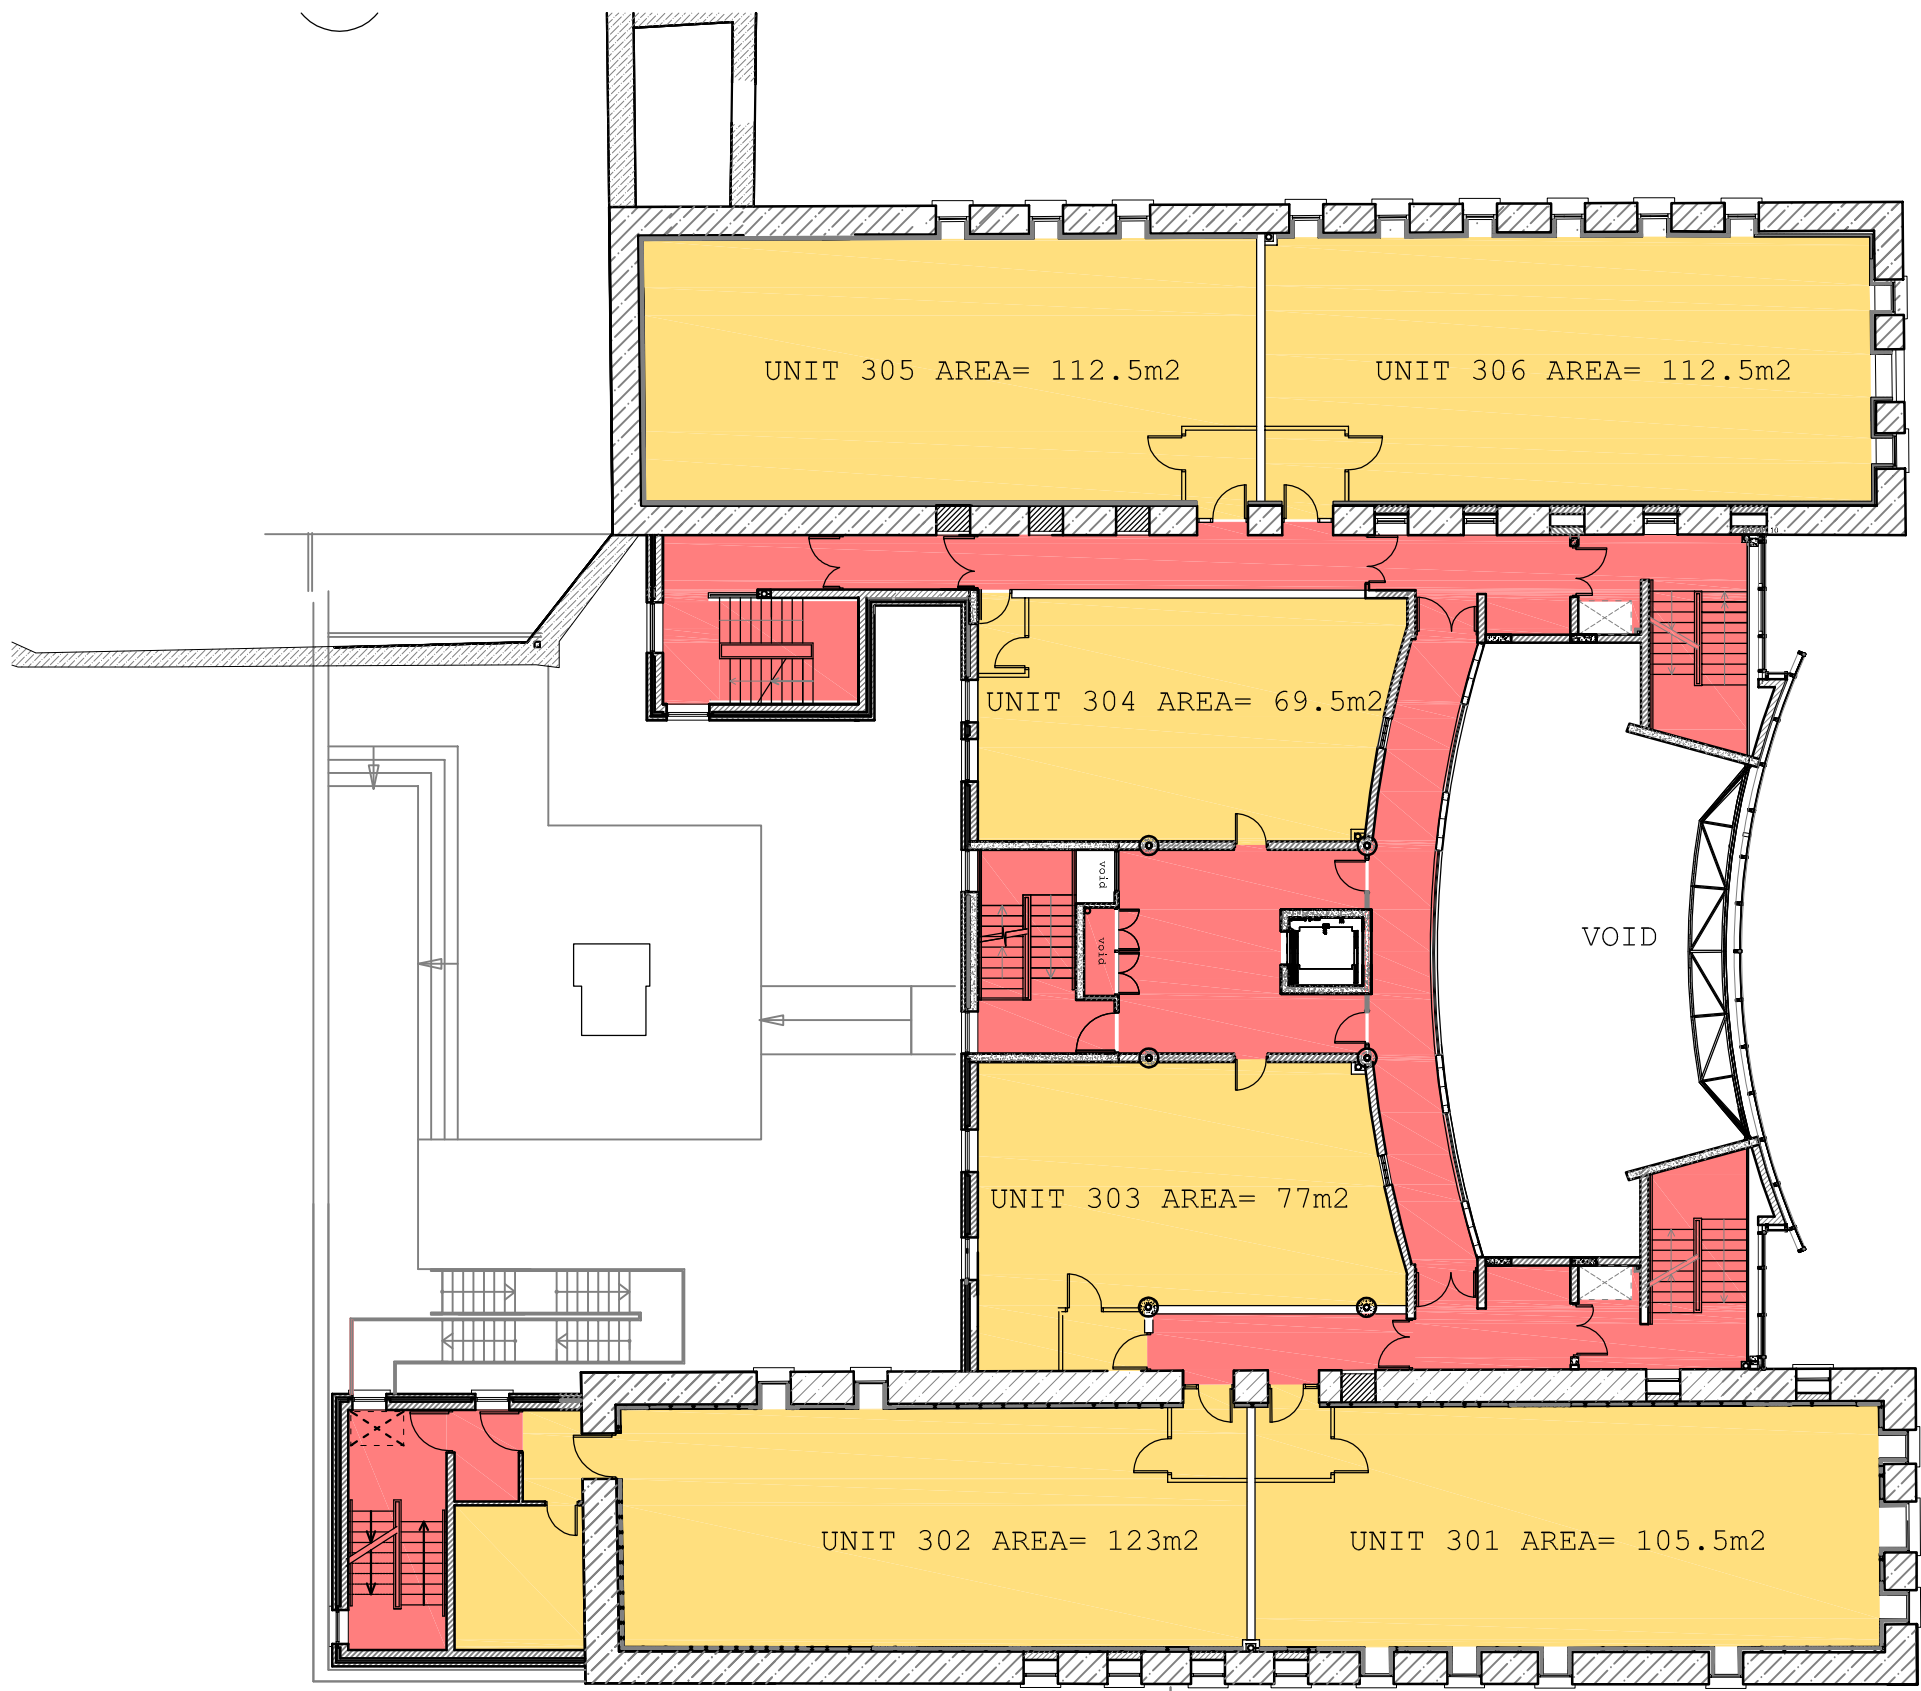 UNIT 305 AREA= 112.5m2
UNIT 306 AREA= 112.5m2
UNIT 304 AREA= 69.5m2
void
void
VOID
UNIT 303 AREA= 77m2
UNIT 302 AREA= 123m2
UNIT 301 AREA= 105.5m2